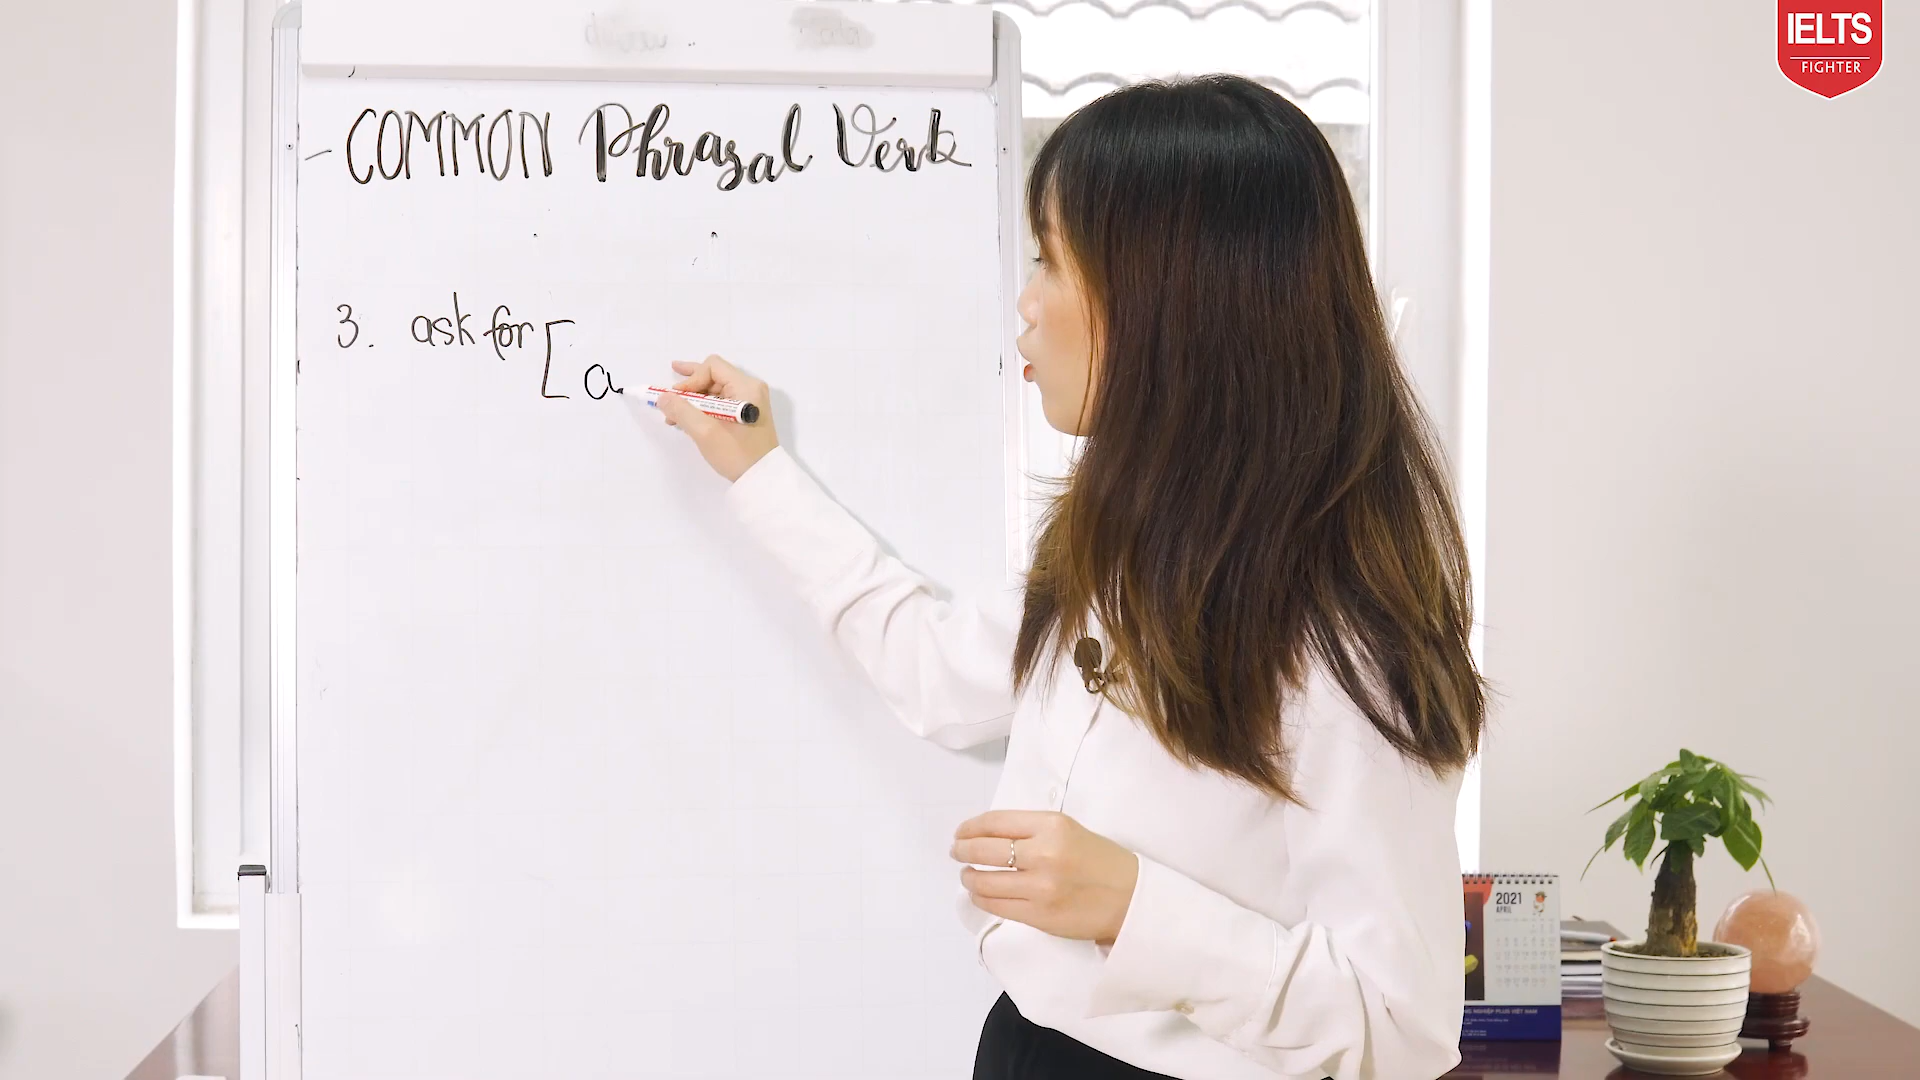 IELTS
FIGHTER
- COMMON Phrasal Verb
3. ask for [
a
2021
APRIL